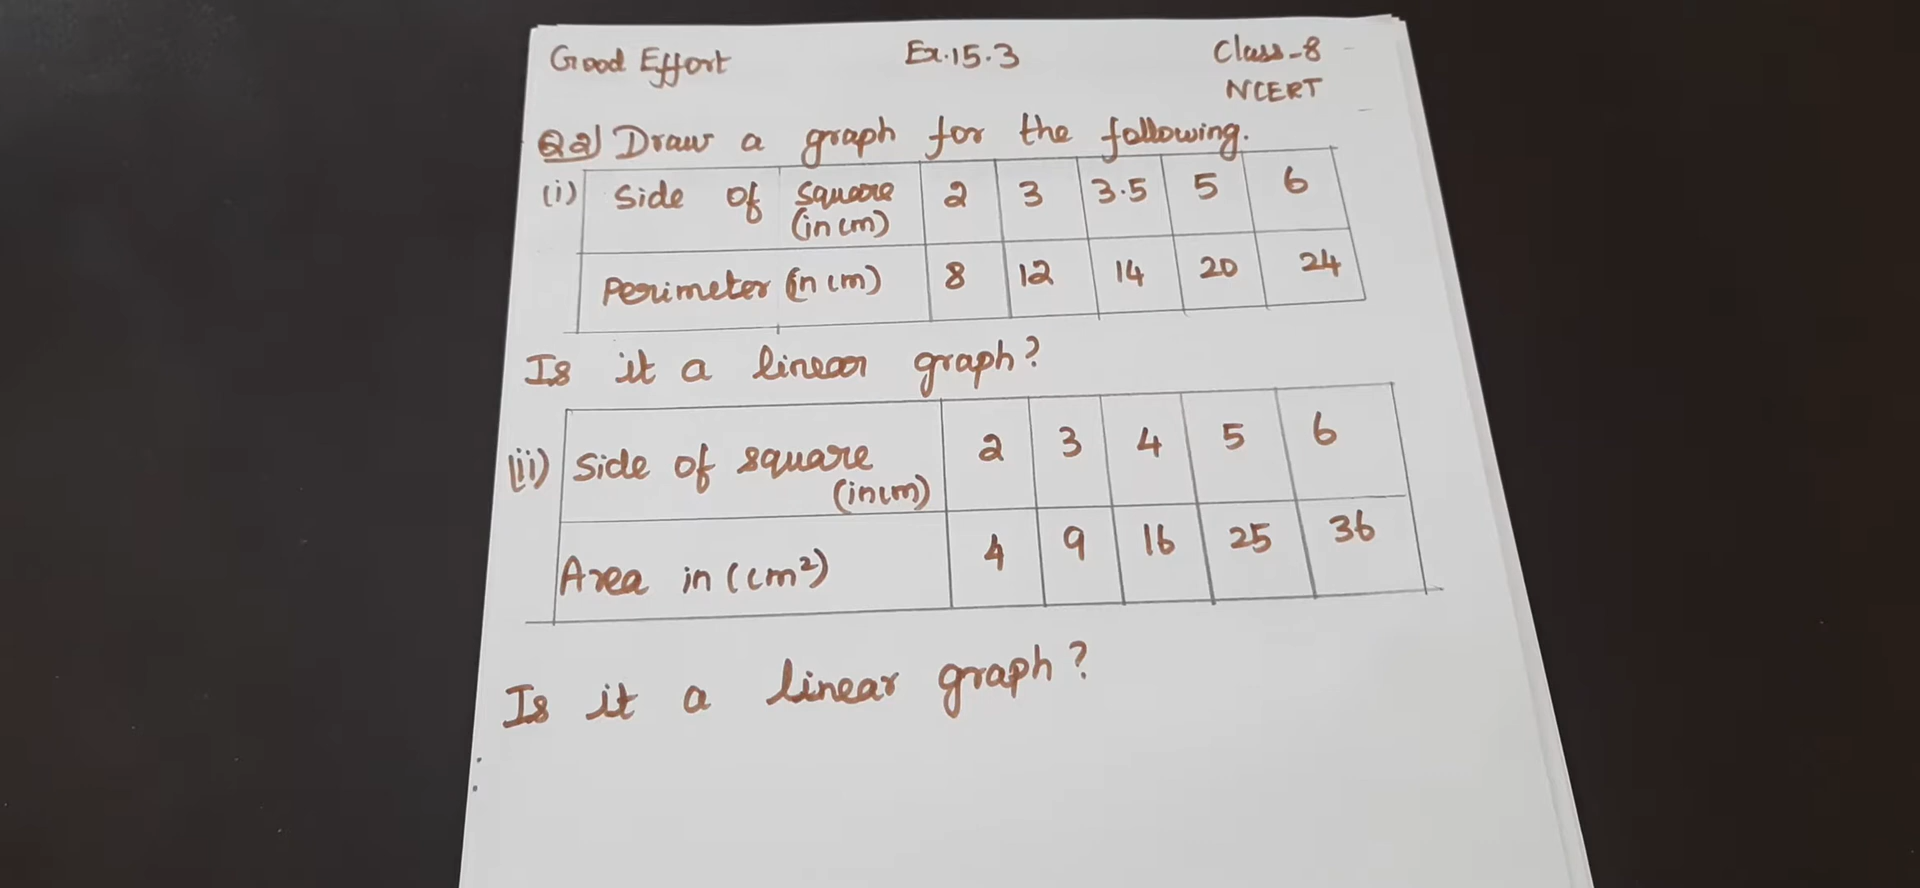 Good Effort Ex.15.3 Class-8
NCERT
Q2) Draw a graph for the following.
(i) Side of square (in cm) 2 3 3.5 5 6
Perimeter (in cm) 8 12 14 20 24
Is it a linear graph?
(ii) Side of square (in cm) 2 3 4 5 6
Area in (cm²) 4 9 16 25 36
Is it a linear graph?